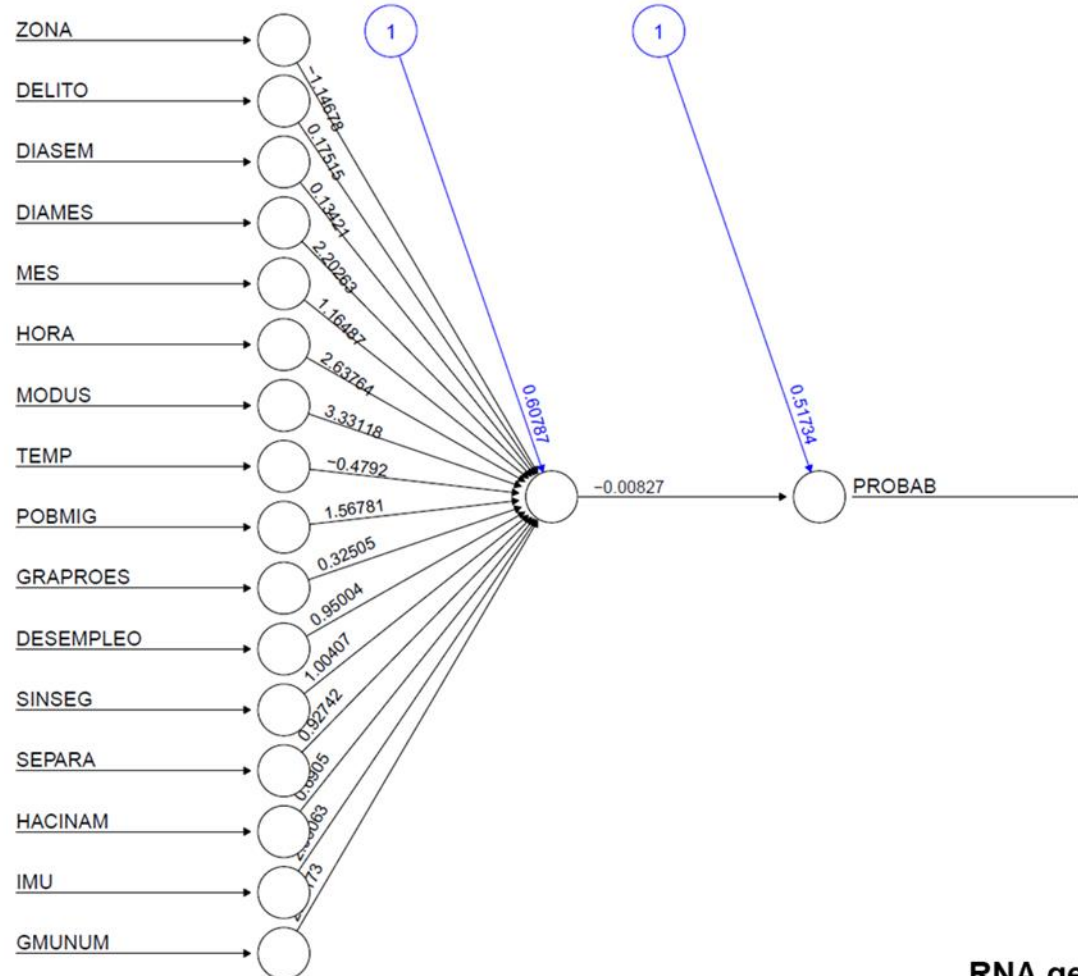 ZONA
DELITO
DIASEM
DIAMES
MES
HORA
MODUS
TEMP
POBMIG
GRAPROES
DESEMPLEO
SINSEG
SEPARA
HACINAM
IMU
GMUNUM
1
1
−1.14678
0.17515
0.13421
2.20263
1.16487
2.63764
3.33118
−0.4792
1.56781
0.32505
0.95004
1.00407
0.92742
0.60787
0.51734
−0.00827
PROBAB